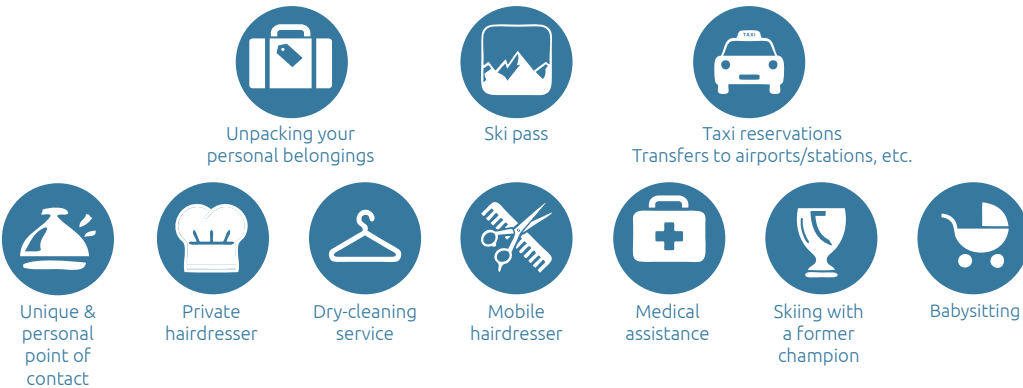 TAXI
Unpacking your
personal belongings
Ski pass
Taxi reservations
Transfers to airports/stations, etc.
Unique &
personal
point of
contact
Private
hairdresser
Dry-cleaning
service
Mobile
hairdresser
Medical
assistance
Skiing with
a former
champion
Babysitting